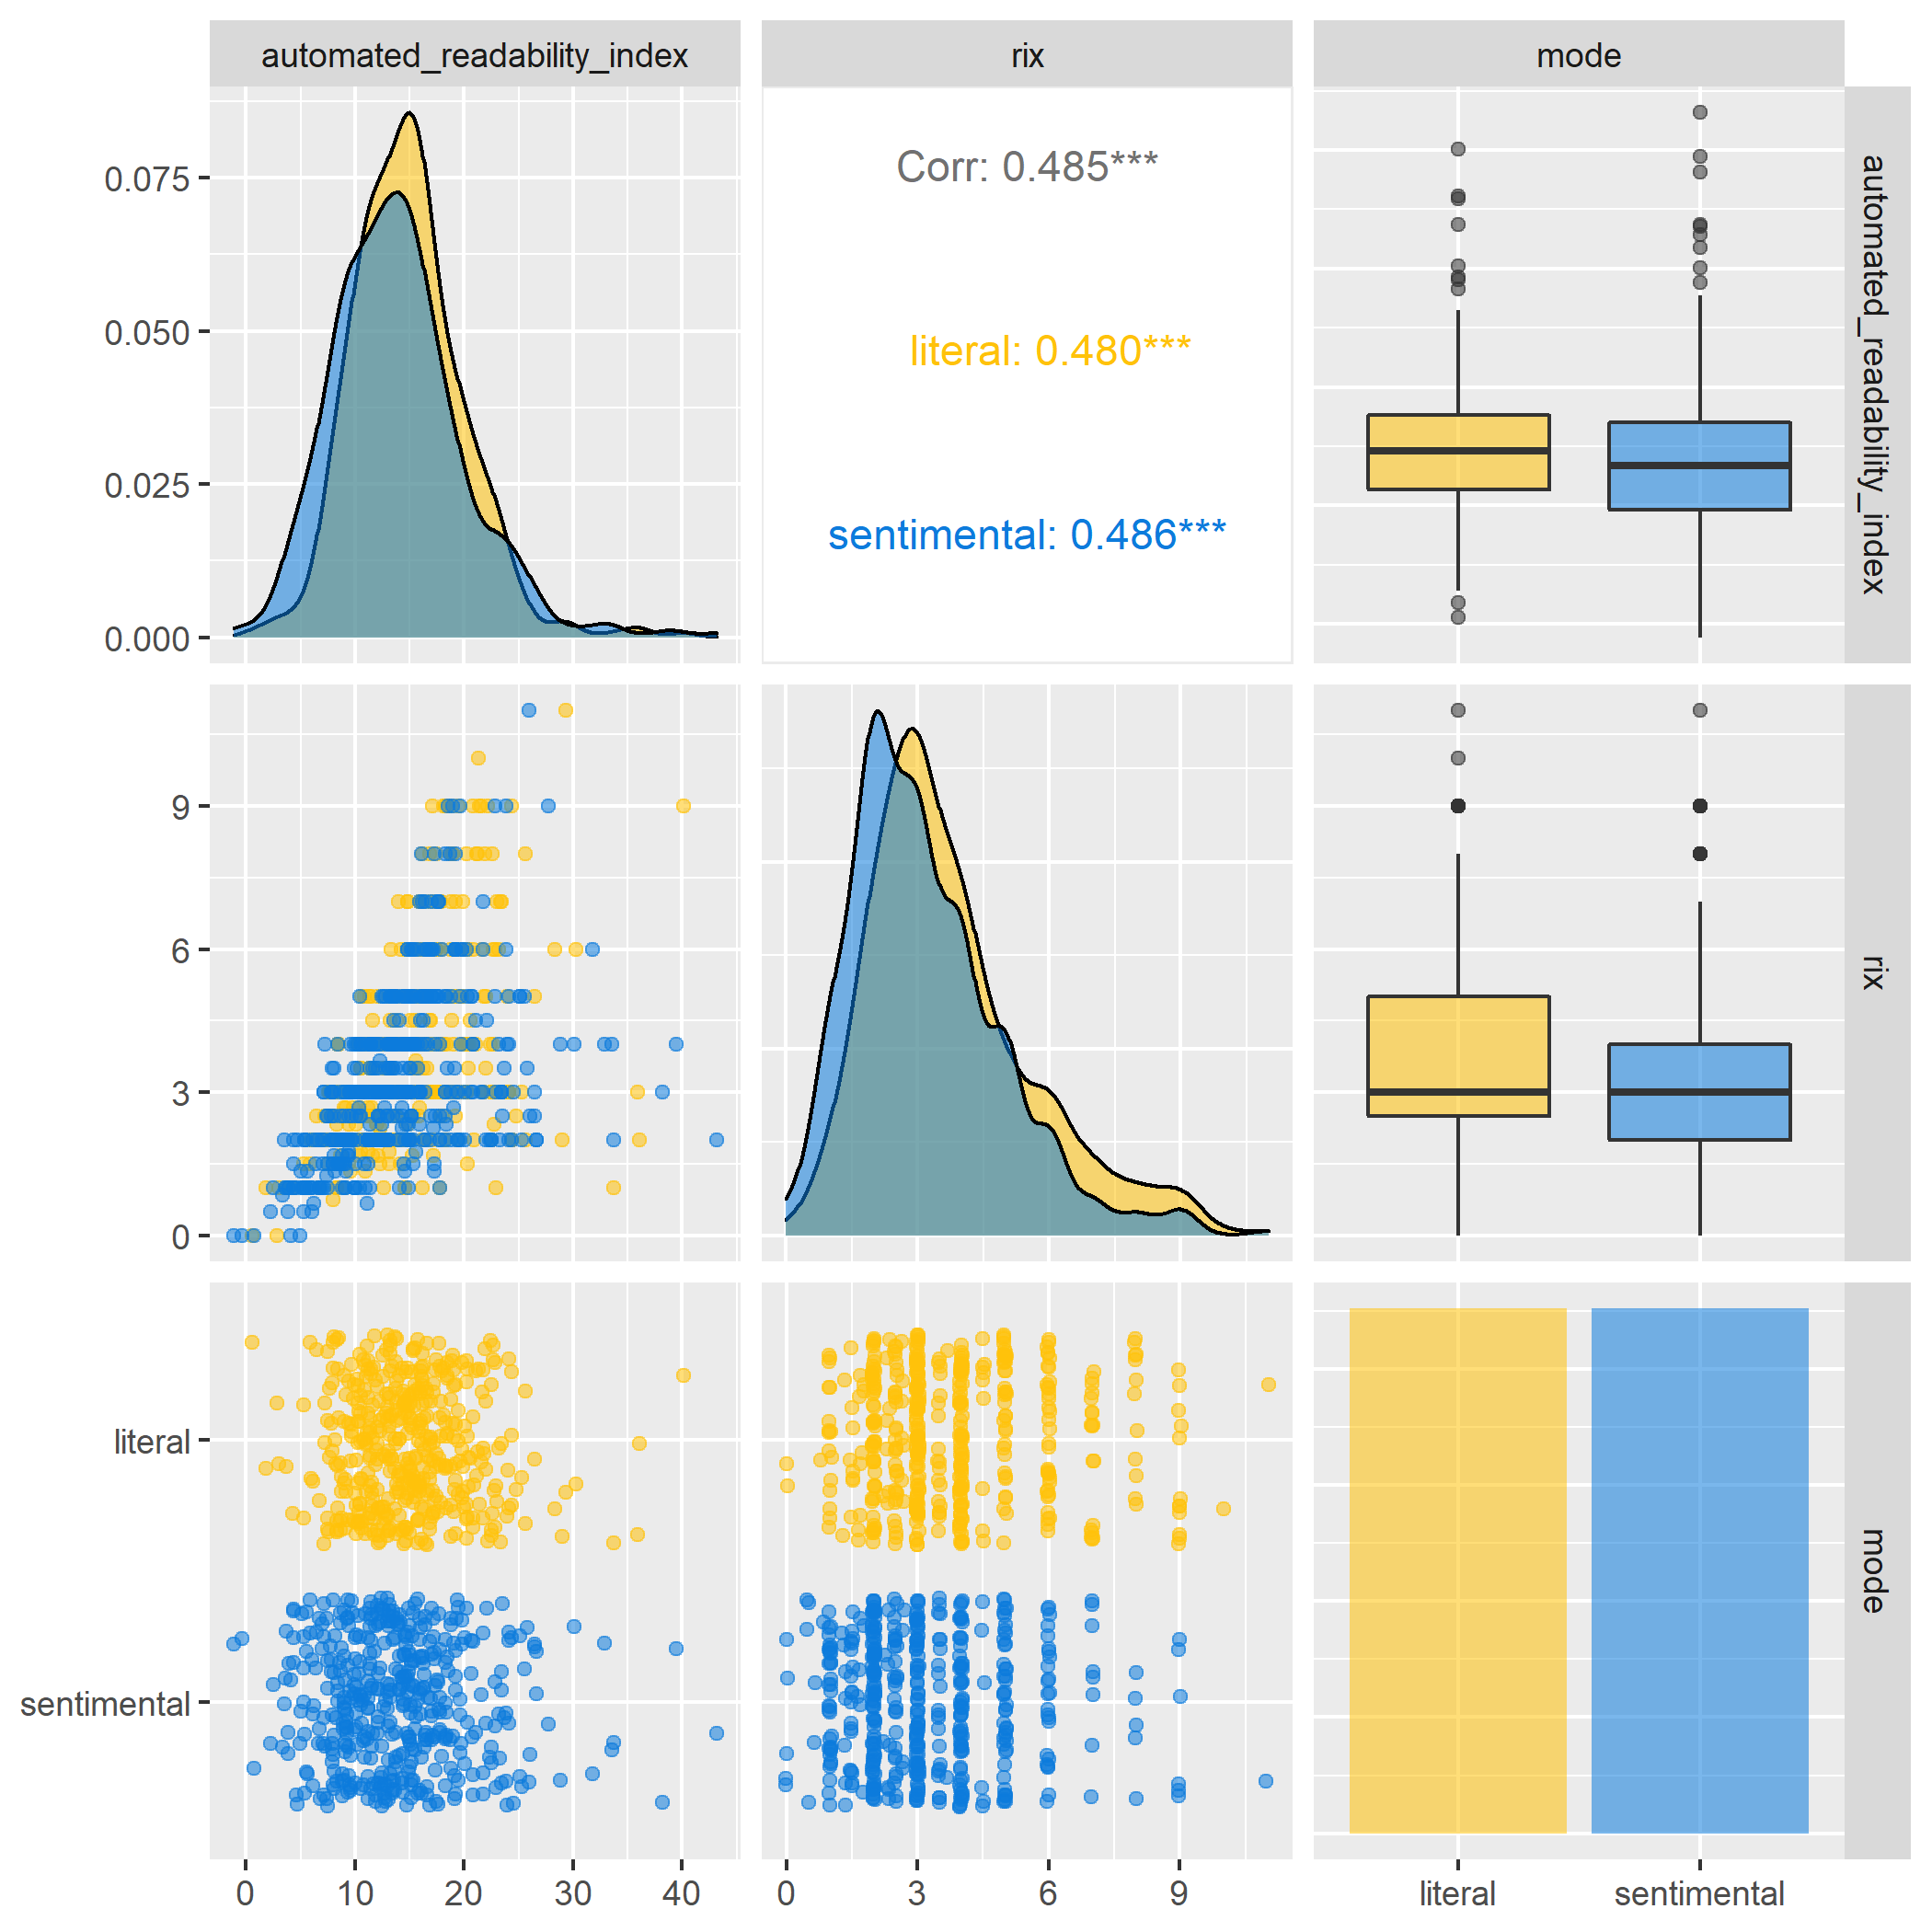 automated_readability_index
rix
mode
0.075
0.050
0.025
0.000
Corr: 0.485***
literal: 0.480***
sentimental: 0.486***
automated_readability_index
9
6
3
0
rix
literal
sentimental
mode
0 10 20 30 40
0 3 6 9
literal sentimental